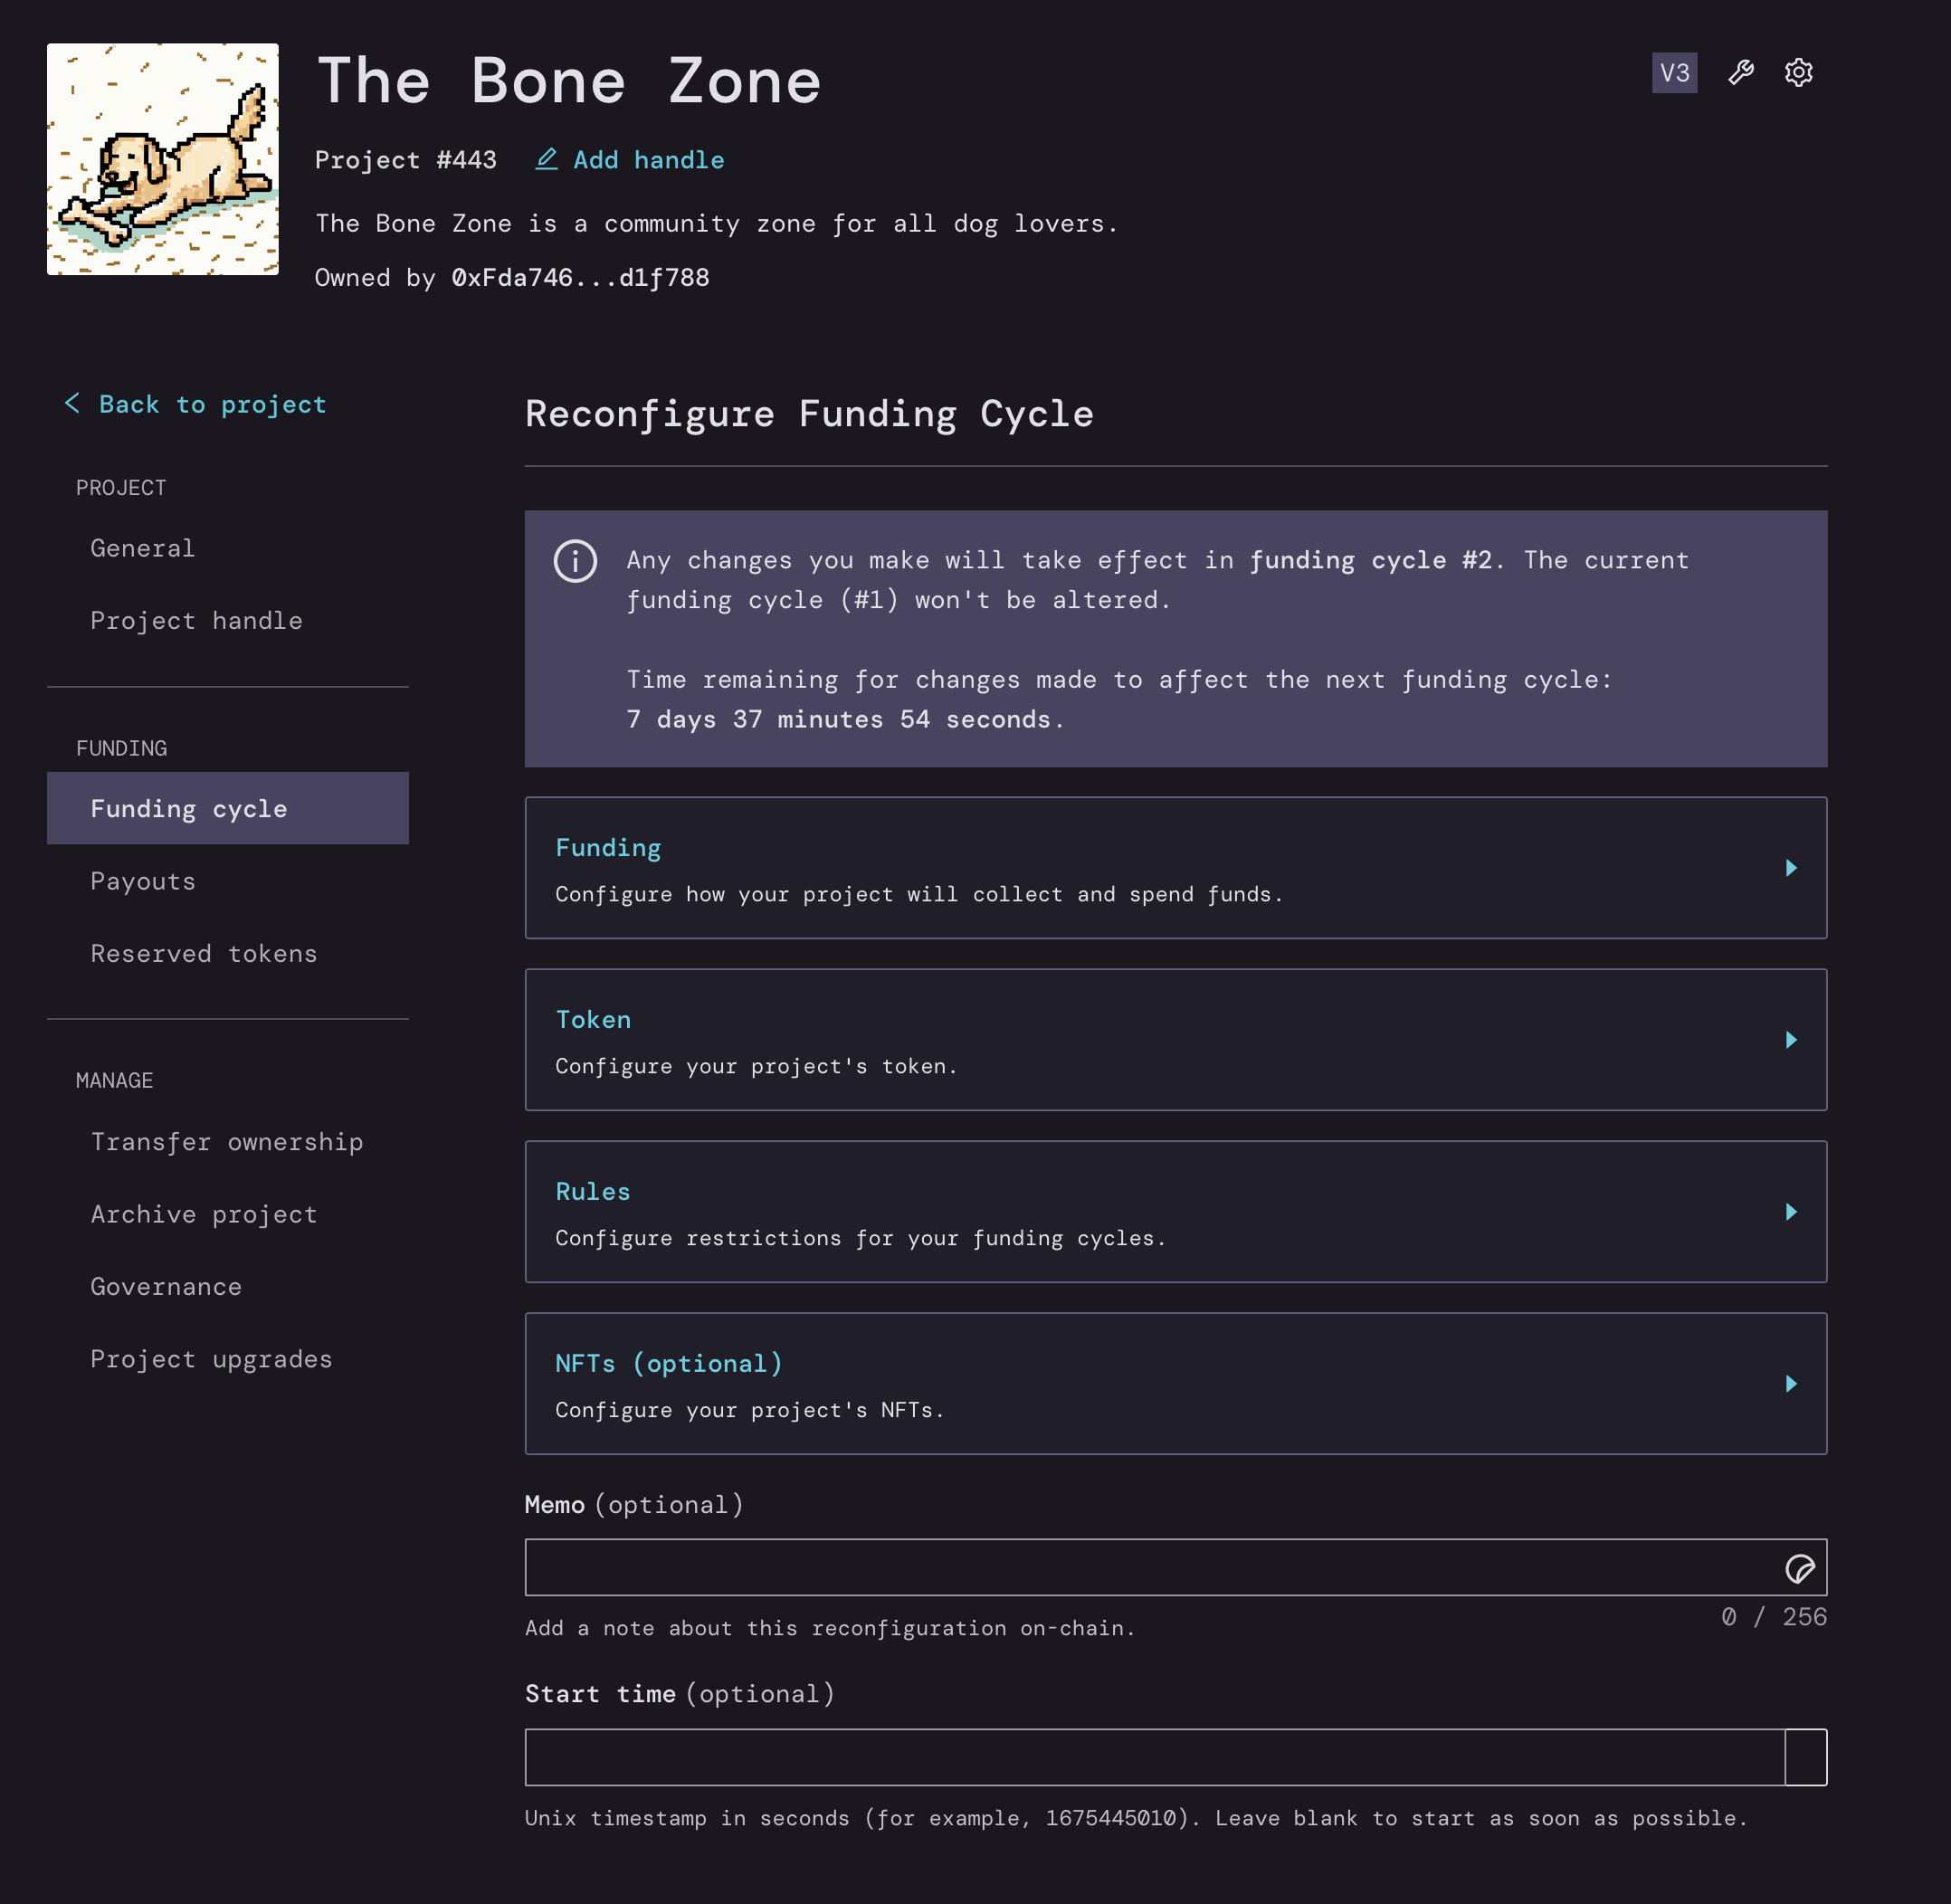 The Bone Zone
V3
Project #443 Add handle
The Bone Zone is a community zone for all dog lovers.
Owned by 0xFda746...d1f788
Back to project
PROJECT
General
Project handle
FUNDING
Funding cycle
Payouts
Reserved tokens
MANAGE
Transfer ownership
Archive project
Governance
Project upgrades
Reconfigure Funding Cycle
Any changes you make will take effect in funding cycle #2. The current
funding cycle (#1) won't be altered.
Time remaining for changes made to affect the next funding cycle:
7 days 37 minutes 54 seconds.
Funding
Configure how your project will collect and spend funds.
Token
Configure your project's token.
Rules
Configure restrictions for your funding cycles.
NFTs (optional)
Configure your project's NFTs.
Memo (optional)
Add a note about this reconfiguration on-chain.
0 / 256
Start time (optional)
Unix timestamp in seconds (for example, 1675445010). Leave blank to start as soon as possible.